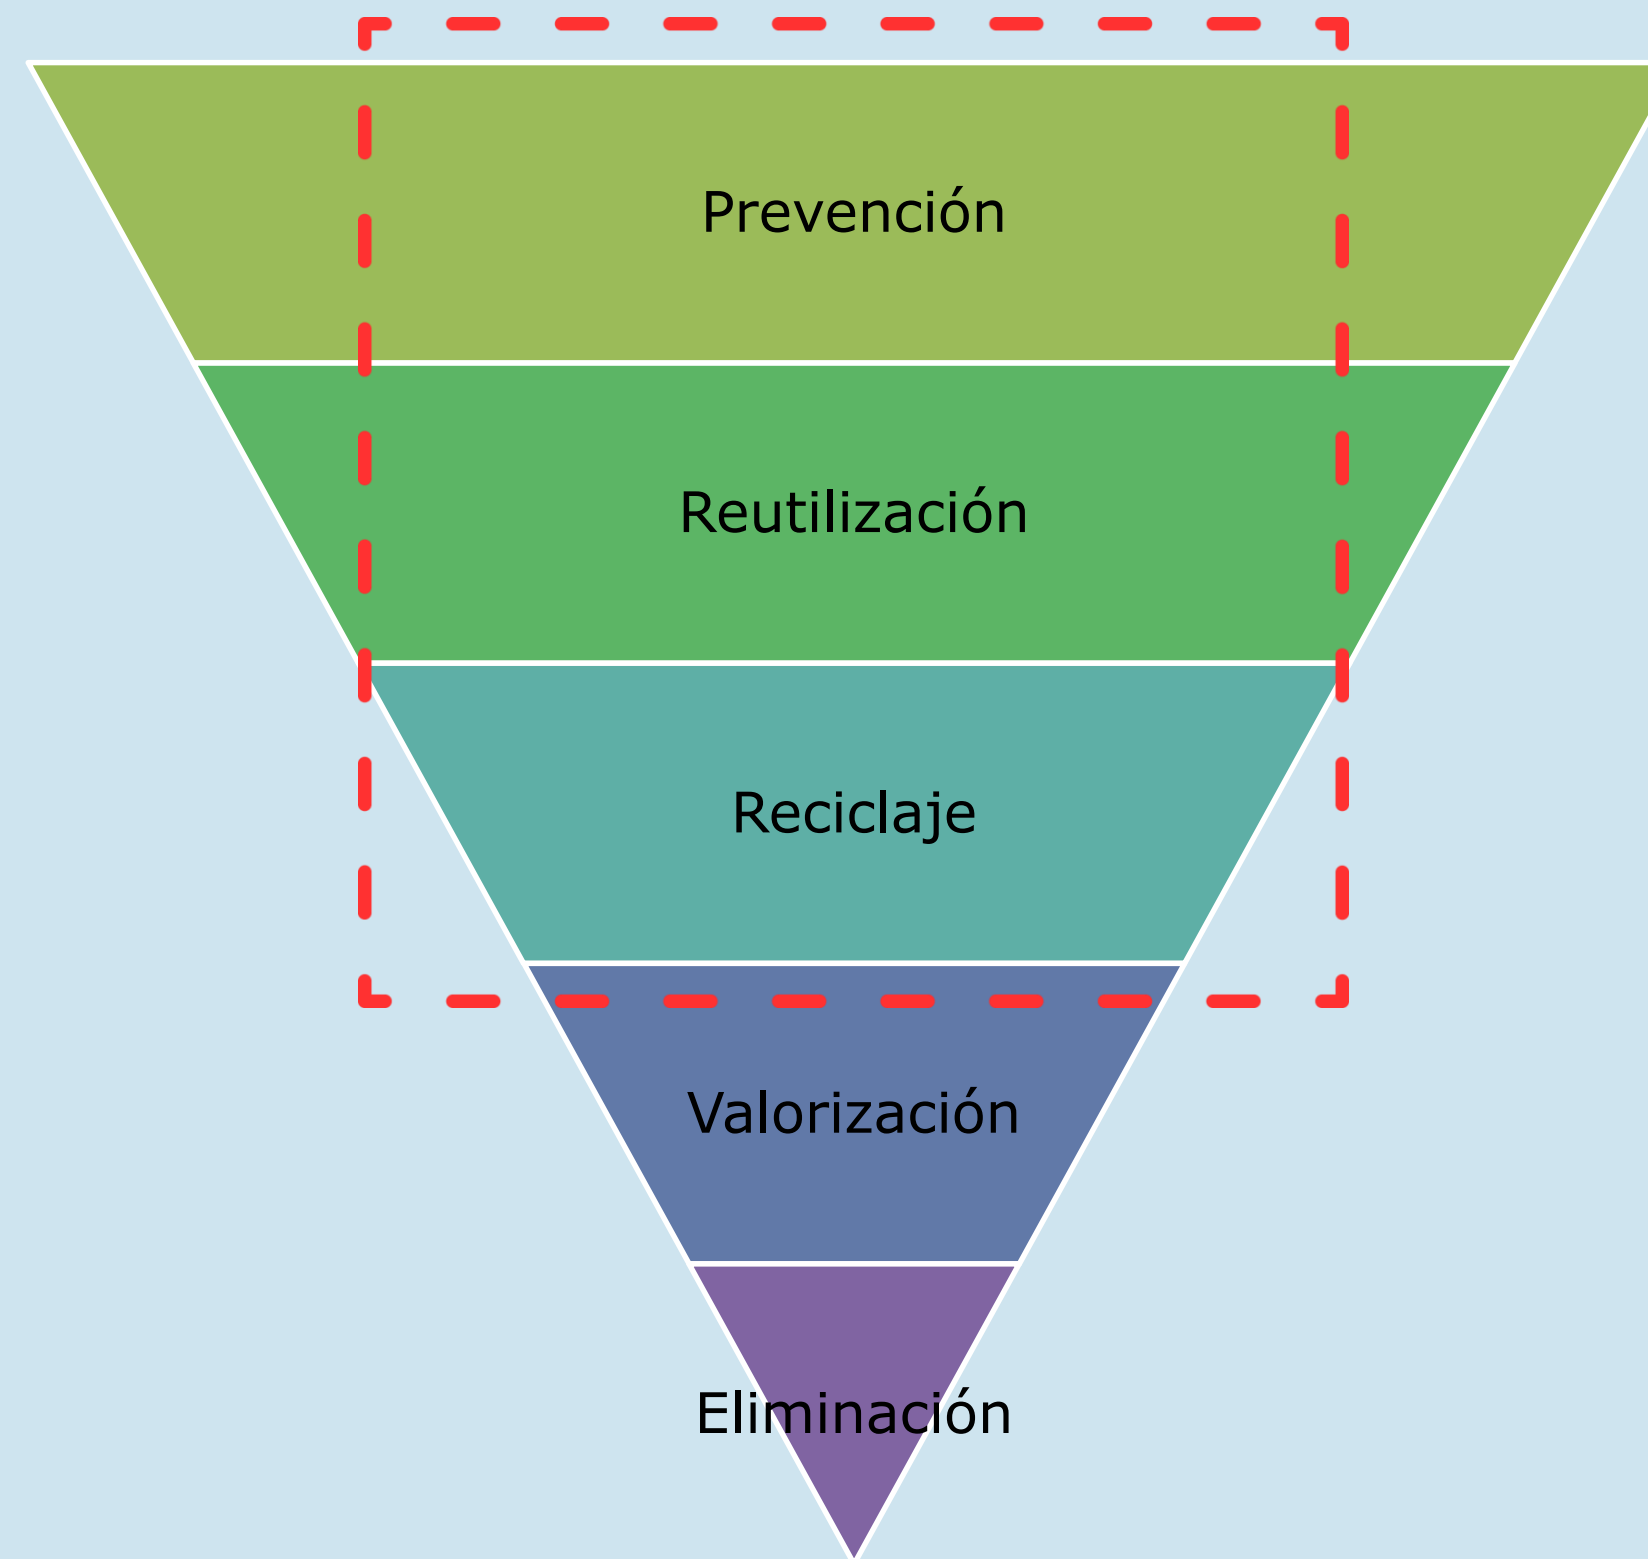 Prevención
Reutilización
Reciclaje
Valorización
Eliminación